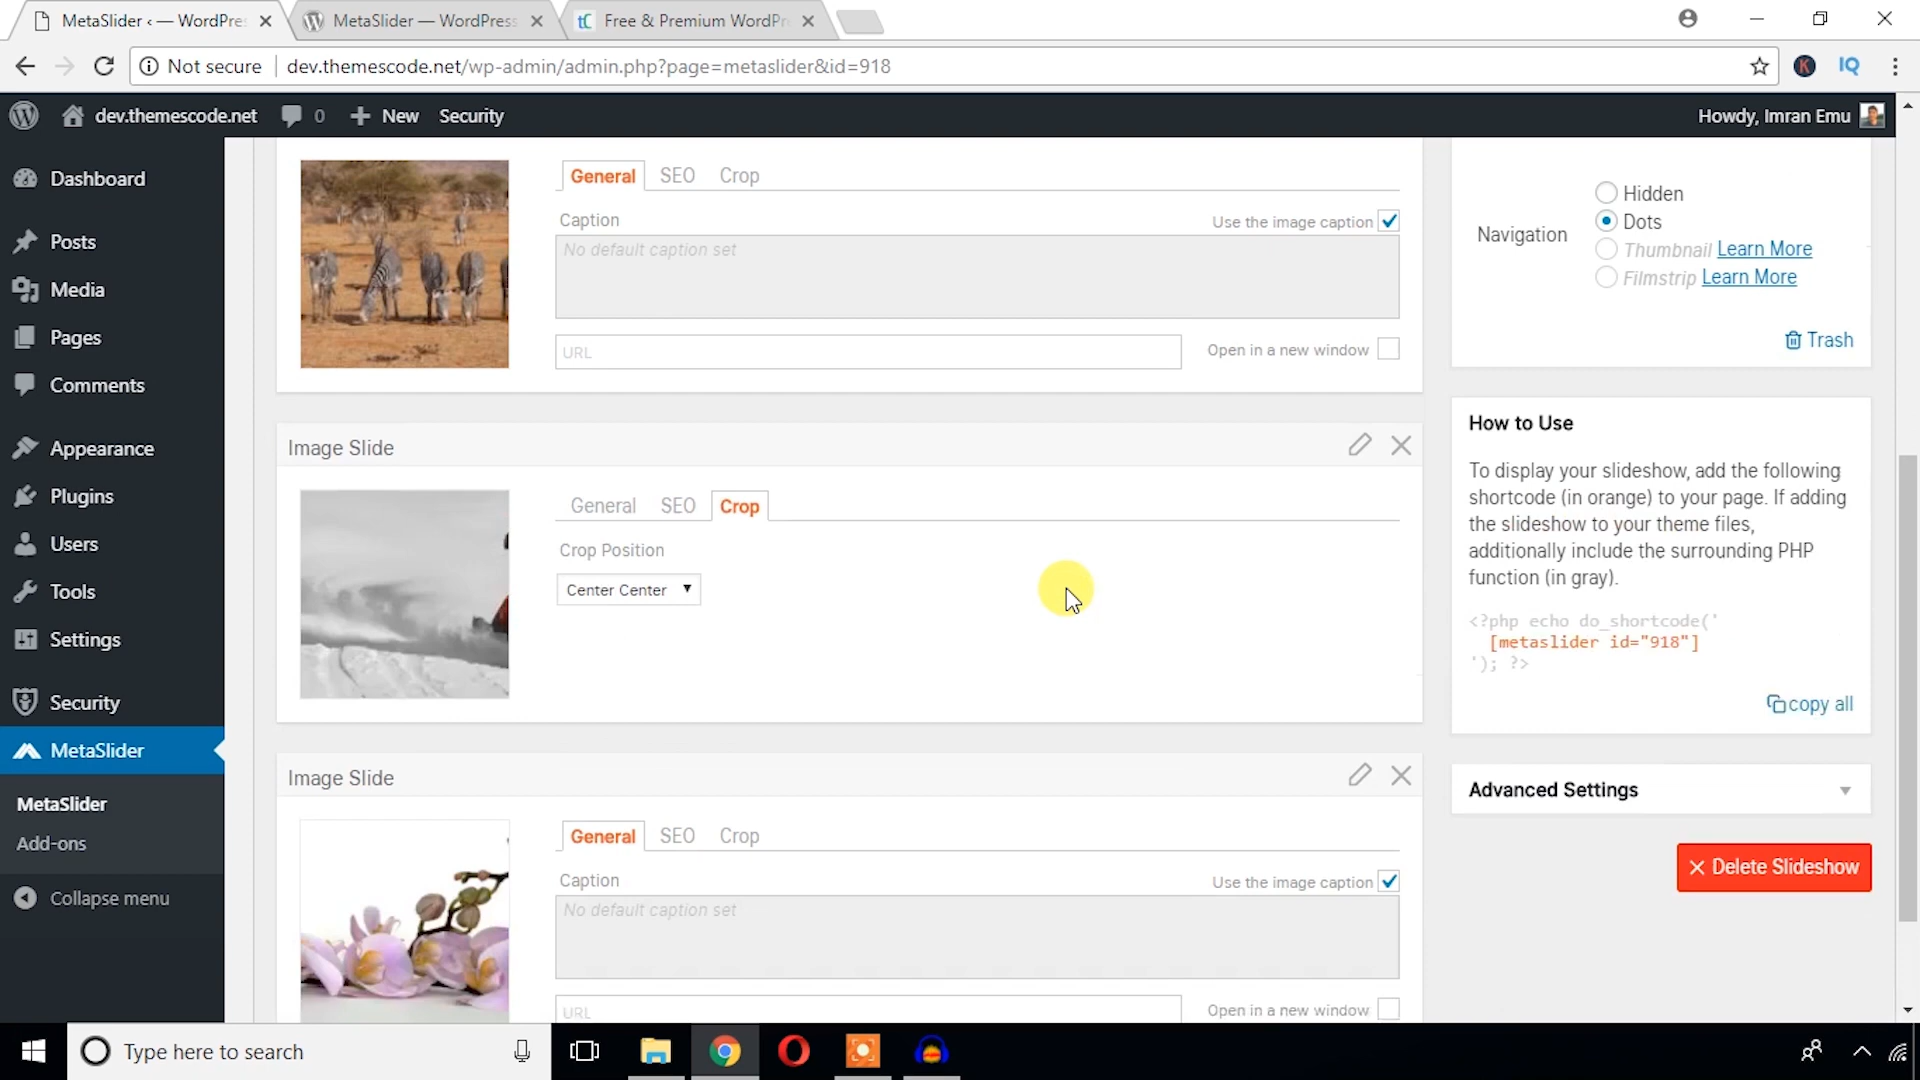 MetaSlider ‹ — WordPre
MetaSlider — WordPress
tC Free & Premium WordPr
Not secure dev.themescode.net/wp-admin/admin.php?page=metaslider&id=918
K IQ
dev.themescode.net 0 New Security Howdy, Imran Emu
Dashboard
Posts
Media
Pages
Comments
Appearance
Plugins
Users
Tools
Settings
Security
MetaSlider
MetaSlider
Add-ons
Collapse menu
General SEO Crop
Caption Use the image caption
No default caption set
URL Open in a new window
Image Slide
General SEO Crop
Crop Position
Center Center
Image Slide
General SEO Crop
Caption Use the image caption
No default caption set
URL Open in a new window
Navigation
Hidden
Dots
Thumbnail Learn More
Filmstrip Learn More
Trash
How to Use
To display your slideshow, add the following
shortcode (in orange) to your page. If adding
the slideshow to your theme files,
additionally include the surrounding PHP
function (in gray).
<?php echo do_shortcode('
[metaslider id="918"]
'); ?>
copy all
Advanced Settings
Delete Slideshow
Type here to search